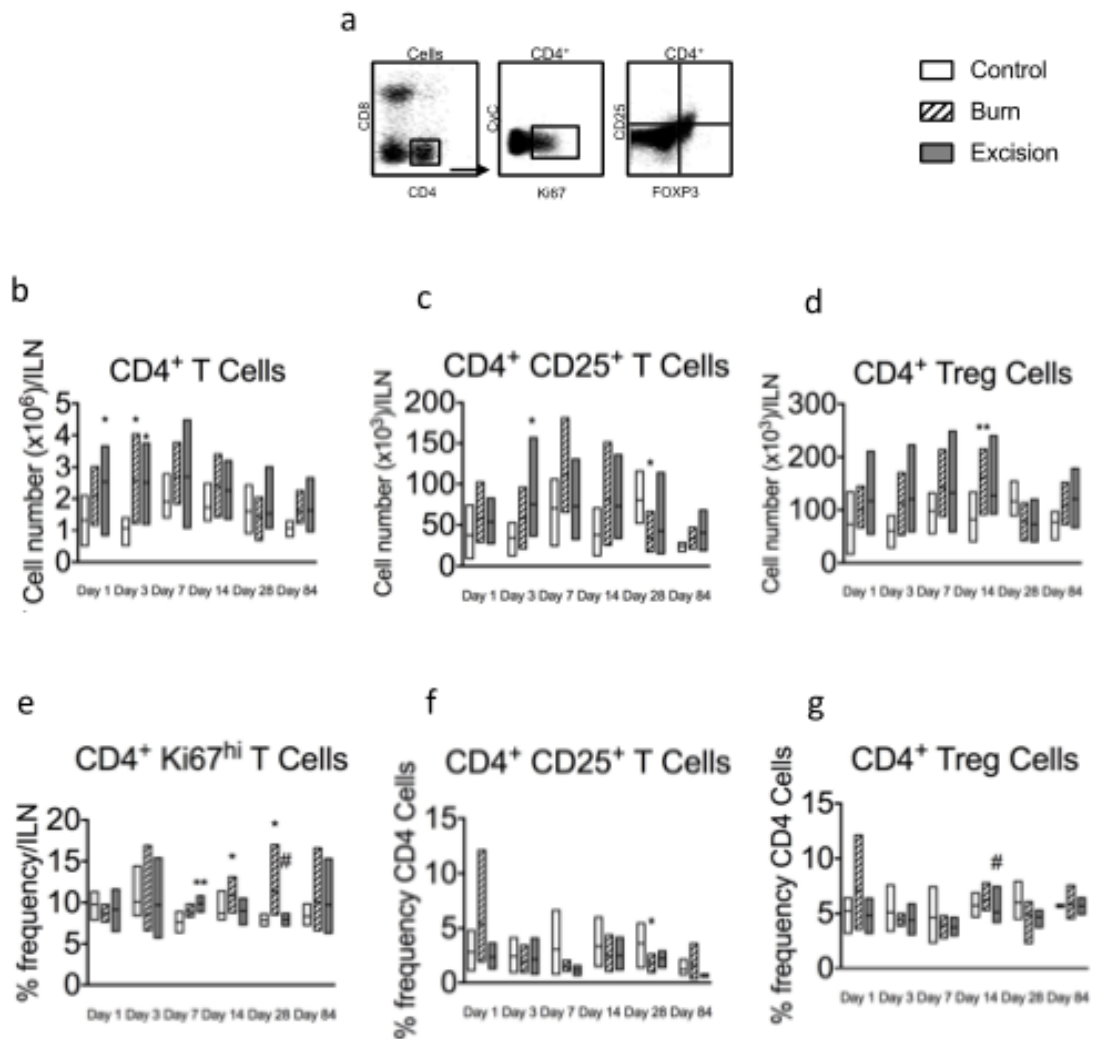 a
Cells CD4⁺ CD4⁺
CD8 CyC CD25
CD4 Ki67 FOXP3
Control
Burn
Excision
b
CD4⁺ T Cells
Cell number (x10⁶)/ILN
5
4
3
2
1
0
* * *
Day 1 Day 3 Day 7 Day 14 Day 28 Day 84
c
CD4⁺ CD25⁺ T Cells
Cell number (x10³)/ILN
200
150
100
50
0
* *
Day 1 Day 3 Day 7 Day 14 Day 28 Day 84
d
CD4⁺ Treg Cells
Cell number (x10³)/ILN
300
200
100
0
**
Day 1 Day 3 Day 7 Day 14 Day 28 Day 84
e
CD4⁺ Ki67ʰⁱ T Cells
% frequency/ILN
20
15
10
5
0
** * * #
Day 1 Day 3 Day 7 Day 14 Day 28 Day 84
f
CD4⁺ CD25⁺ T Cells
% frequency CD4 Cells
15
10
5
0
*
Day 1 Day 3 Day 7 Day 14 Day 28 Day 84
g
CD4⁺ Treg Cells
% frequency CD4 Cells
15
10
5
0
#
Day 1 Day 3 Day 7 Day 14 Day 28 Day 84